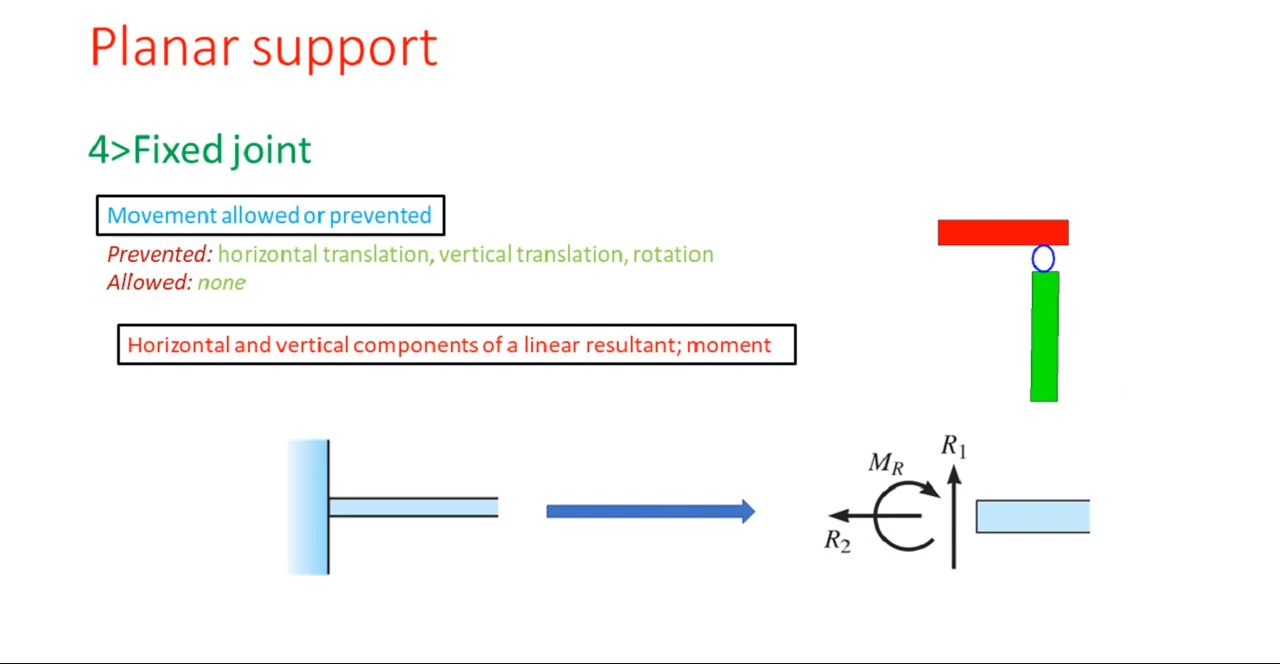 Planar support
4>Fixed joint
Movement allowed or prevented
Prevented: horizontal translation, vertical translation, rotation
Allowed: none
Horizontal and vertical components of a linear resultant; moment
R1
MR
R2